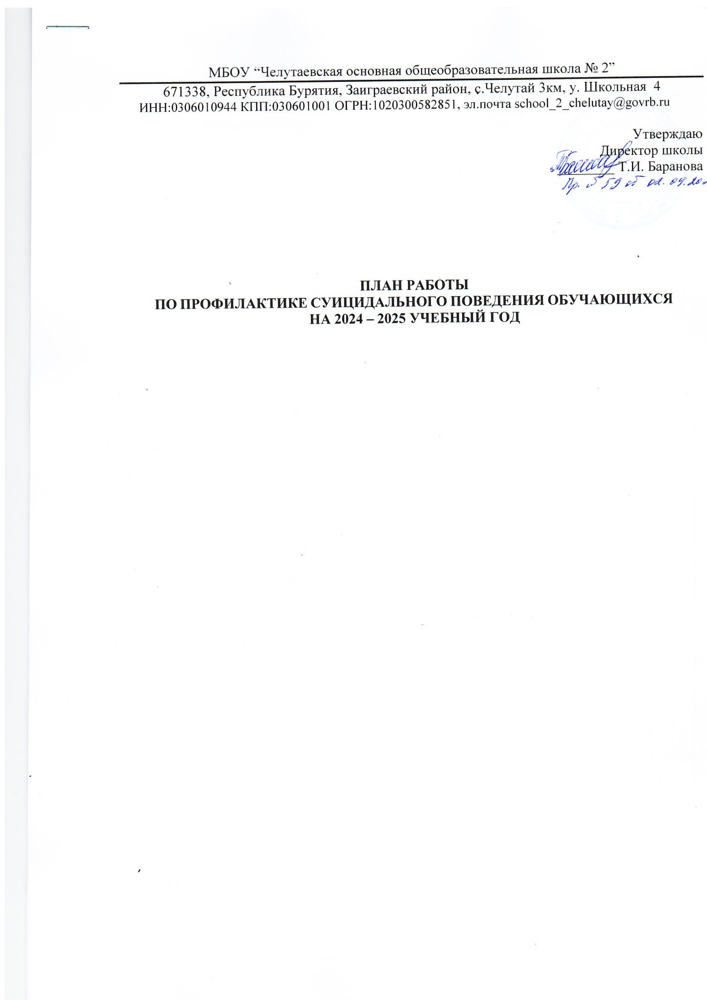 МБОУ “Челутаевская основная общеобразовательная школа № 2”
671338, Республика Бурятия, Заиграевский район, с.Челутай 3км, у. Школьная 4
ИНН:0306010944 КПП:030601001 ОГРН:1020300582851, эл.почта school_2_chelutay@govrb.ru
Утверждаю
Директор школы
Т.И. Баранова
Пр. № 59 от 02.09.20
ПЛАН РАБОТЫ
ПО ПРОФИЛАКТИКЕ СУИЦИДАЛЬНОГО ПОВЕДЕНИЯ ОБУЧАЮЩИХСЯ
НА 2024 – 2025 УЧЕБНЫЙ ГОД